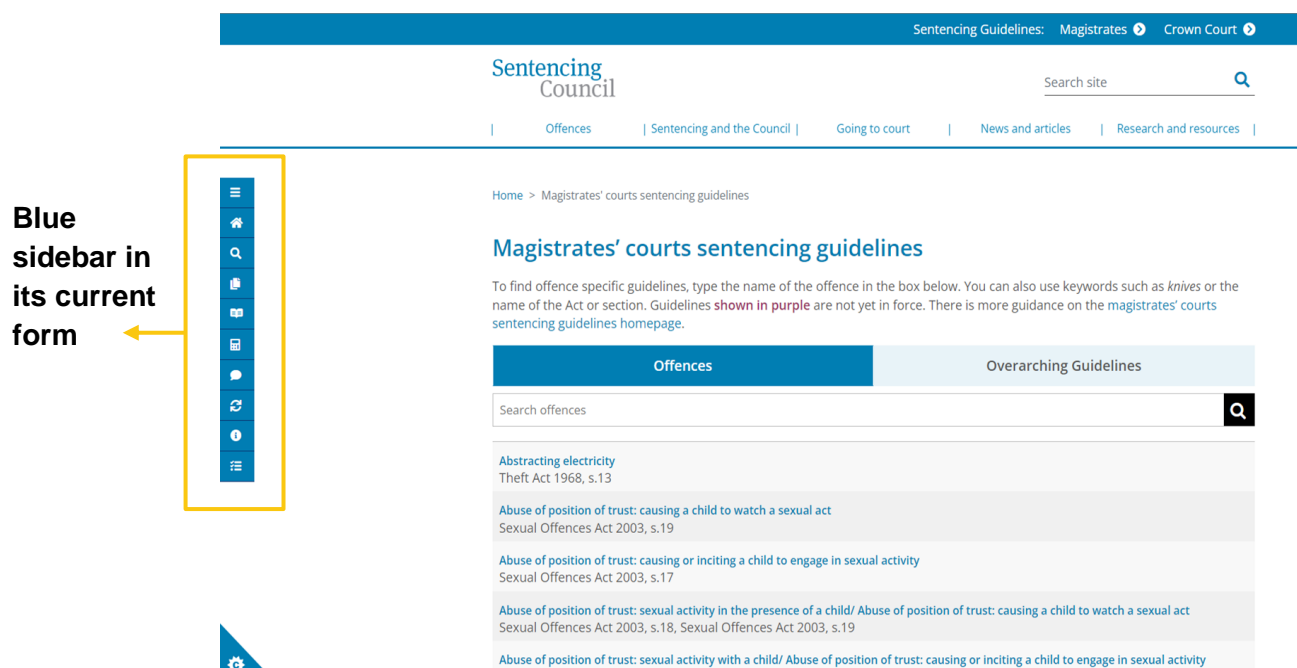 Sentencing Guidelines: Magistrates Crown Court
Sentencing
Council
Search site
| Offences | Sentencing and the Council | Going to court | News and articles | Research and resources |
Blue
sidebar in
its current
form
Home > Magistrates' courts sentencing guidelines
Magistrates' courts sentencing guidelines
To find offence specific guidelines, type the name of the offence in the box below. You can also use keywords such as knives or the
name of the Act or section. Guidelines shown in purple are not yet in force. There is more guidance on the magistrates' courts
sentencing guidelines homepage.
Offences Overarching Guidelines
Search offences
Abstracting electricity
Theft Act 1968, s.13
Abuse of position of trust: causing a child to watch a sexual act
Sexual Offences Act 2003, s.19
Abuse of position of trust: causing or inciting a child to engage in sexual activity
Sexual Offences Act 2003, s.17
Abuse of position of trust: sexual activity in the presence of a child/ Abuse of position of trust: causing a child to watch a sexual act
Sexual Offences Act 2003, s.18, Sexual Offences Act 2003, s.19
Abuse of position of trust: sexual activity with a child/ Abuse of position of trust: causing or inciting a child to engage in sexual activity